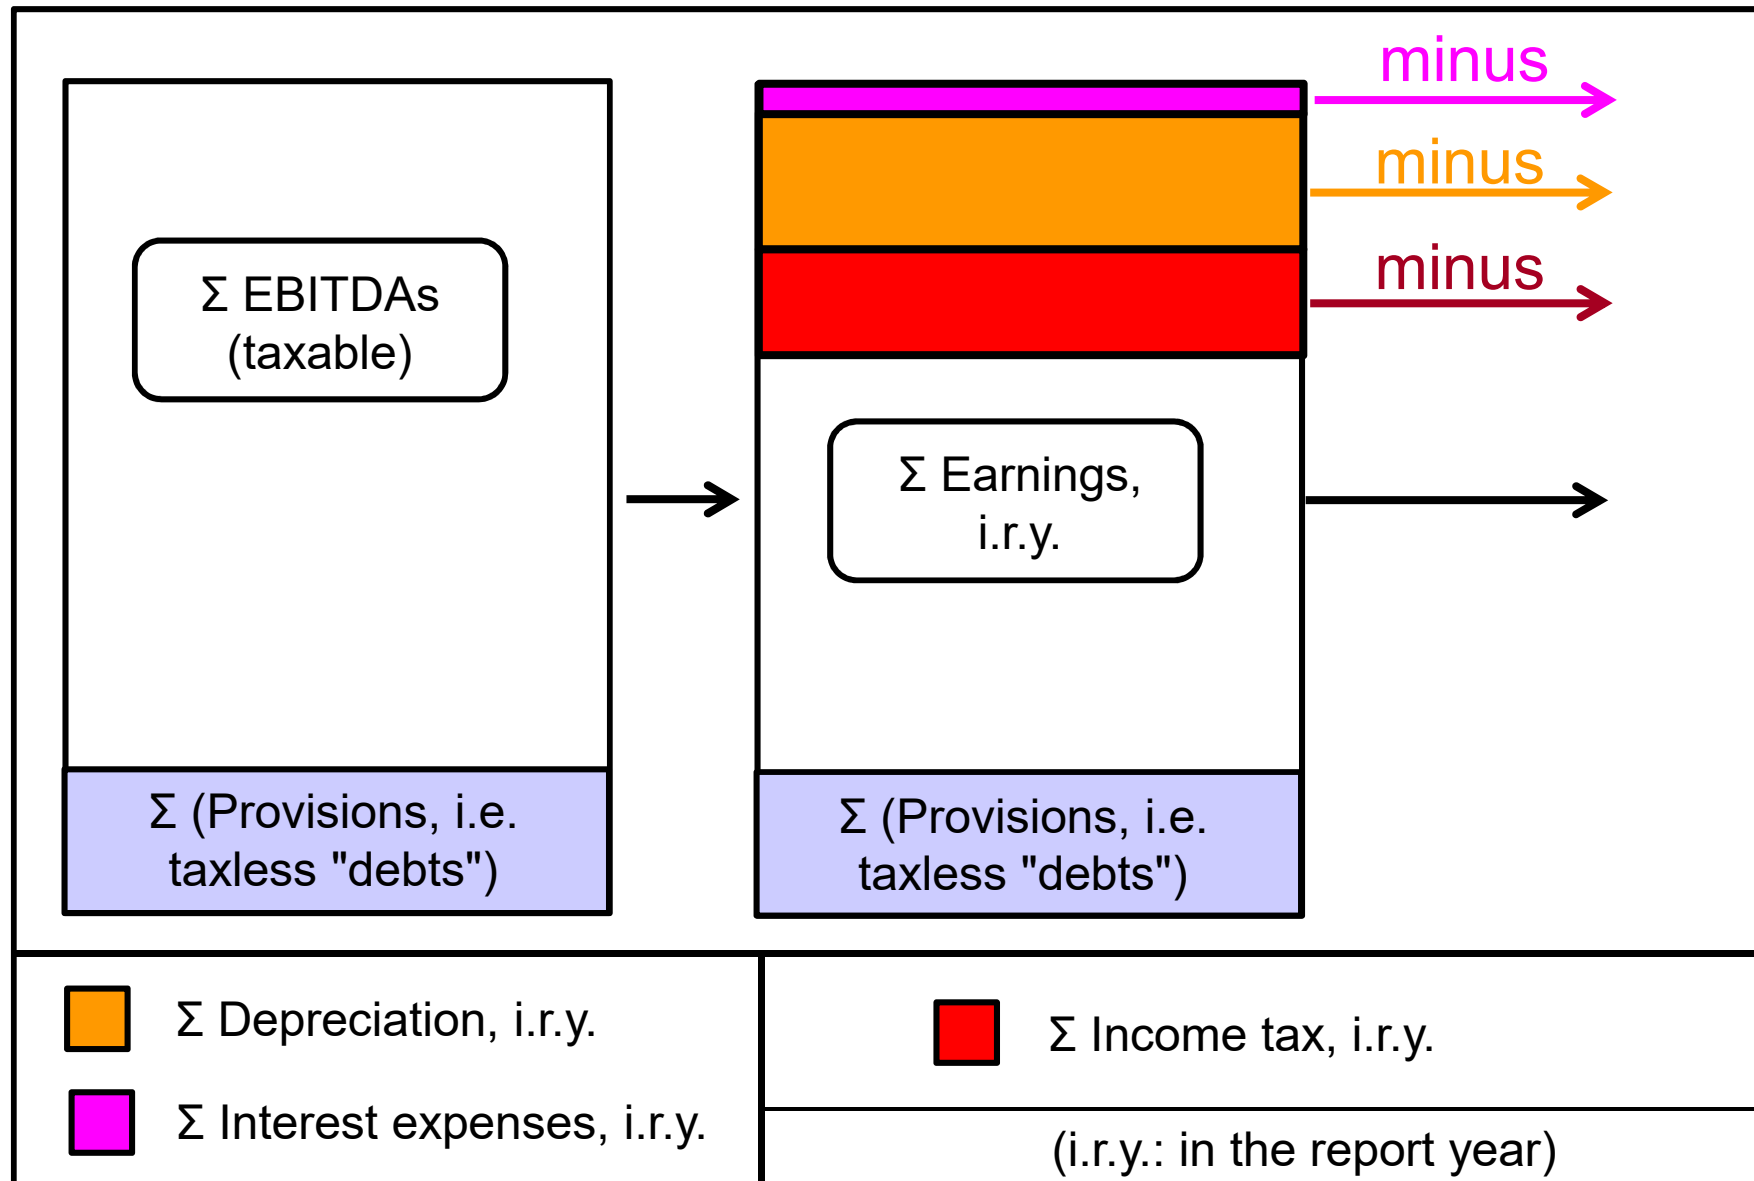 minus
minus
minus
Σ EBITDAs
(taxable)
Σ Earnings,
i.r.y.
Σ (Provisions, i.e.
taxless "debts")
Σ (Provisions, i.e.
taxless "debts")
Σ Depreciation, i.r.y.
Σ Interest expenses, i.r.y.
Σ Income tax, i.r.y.
(i.r.y.: in the report year)